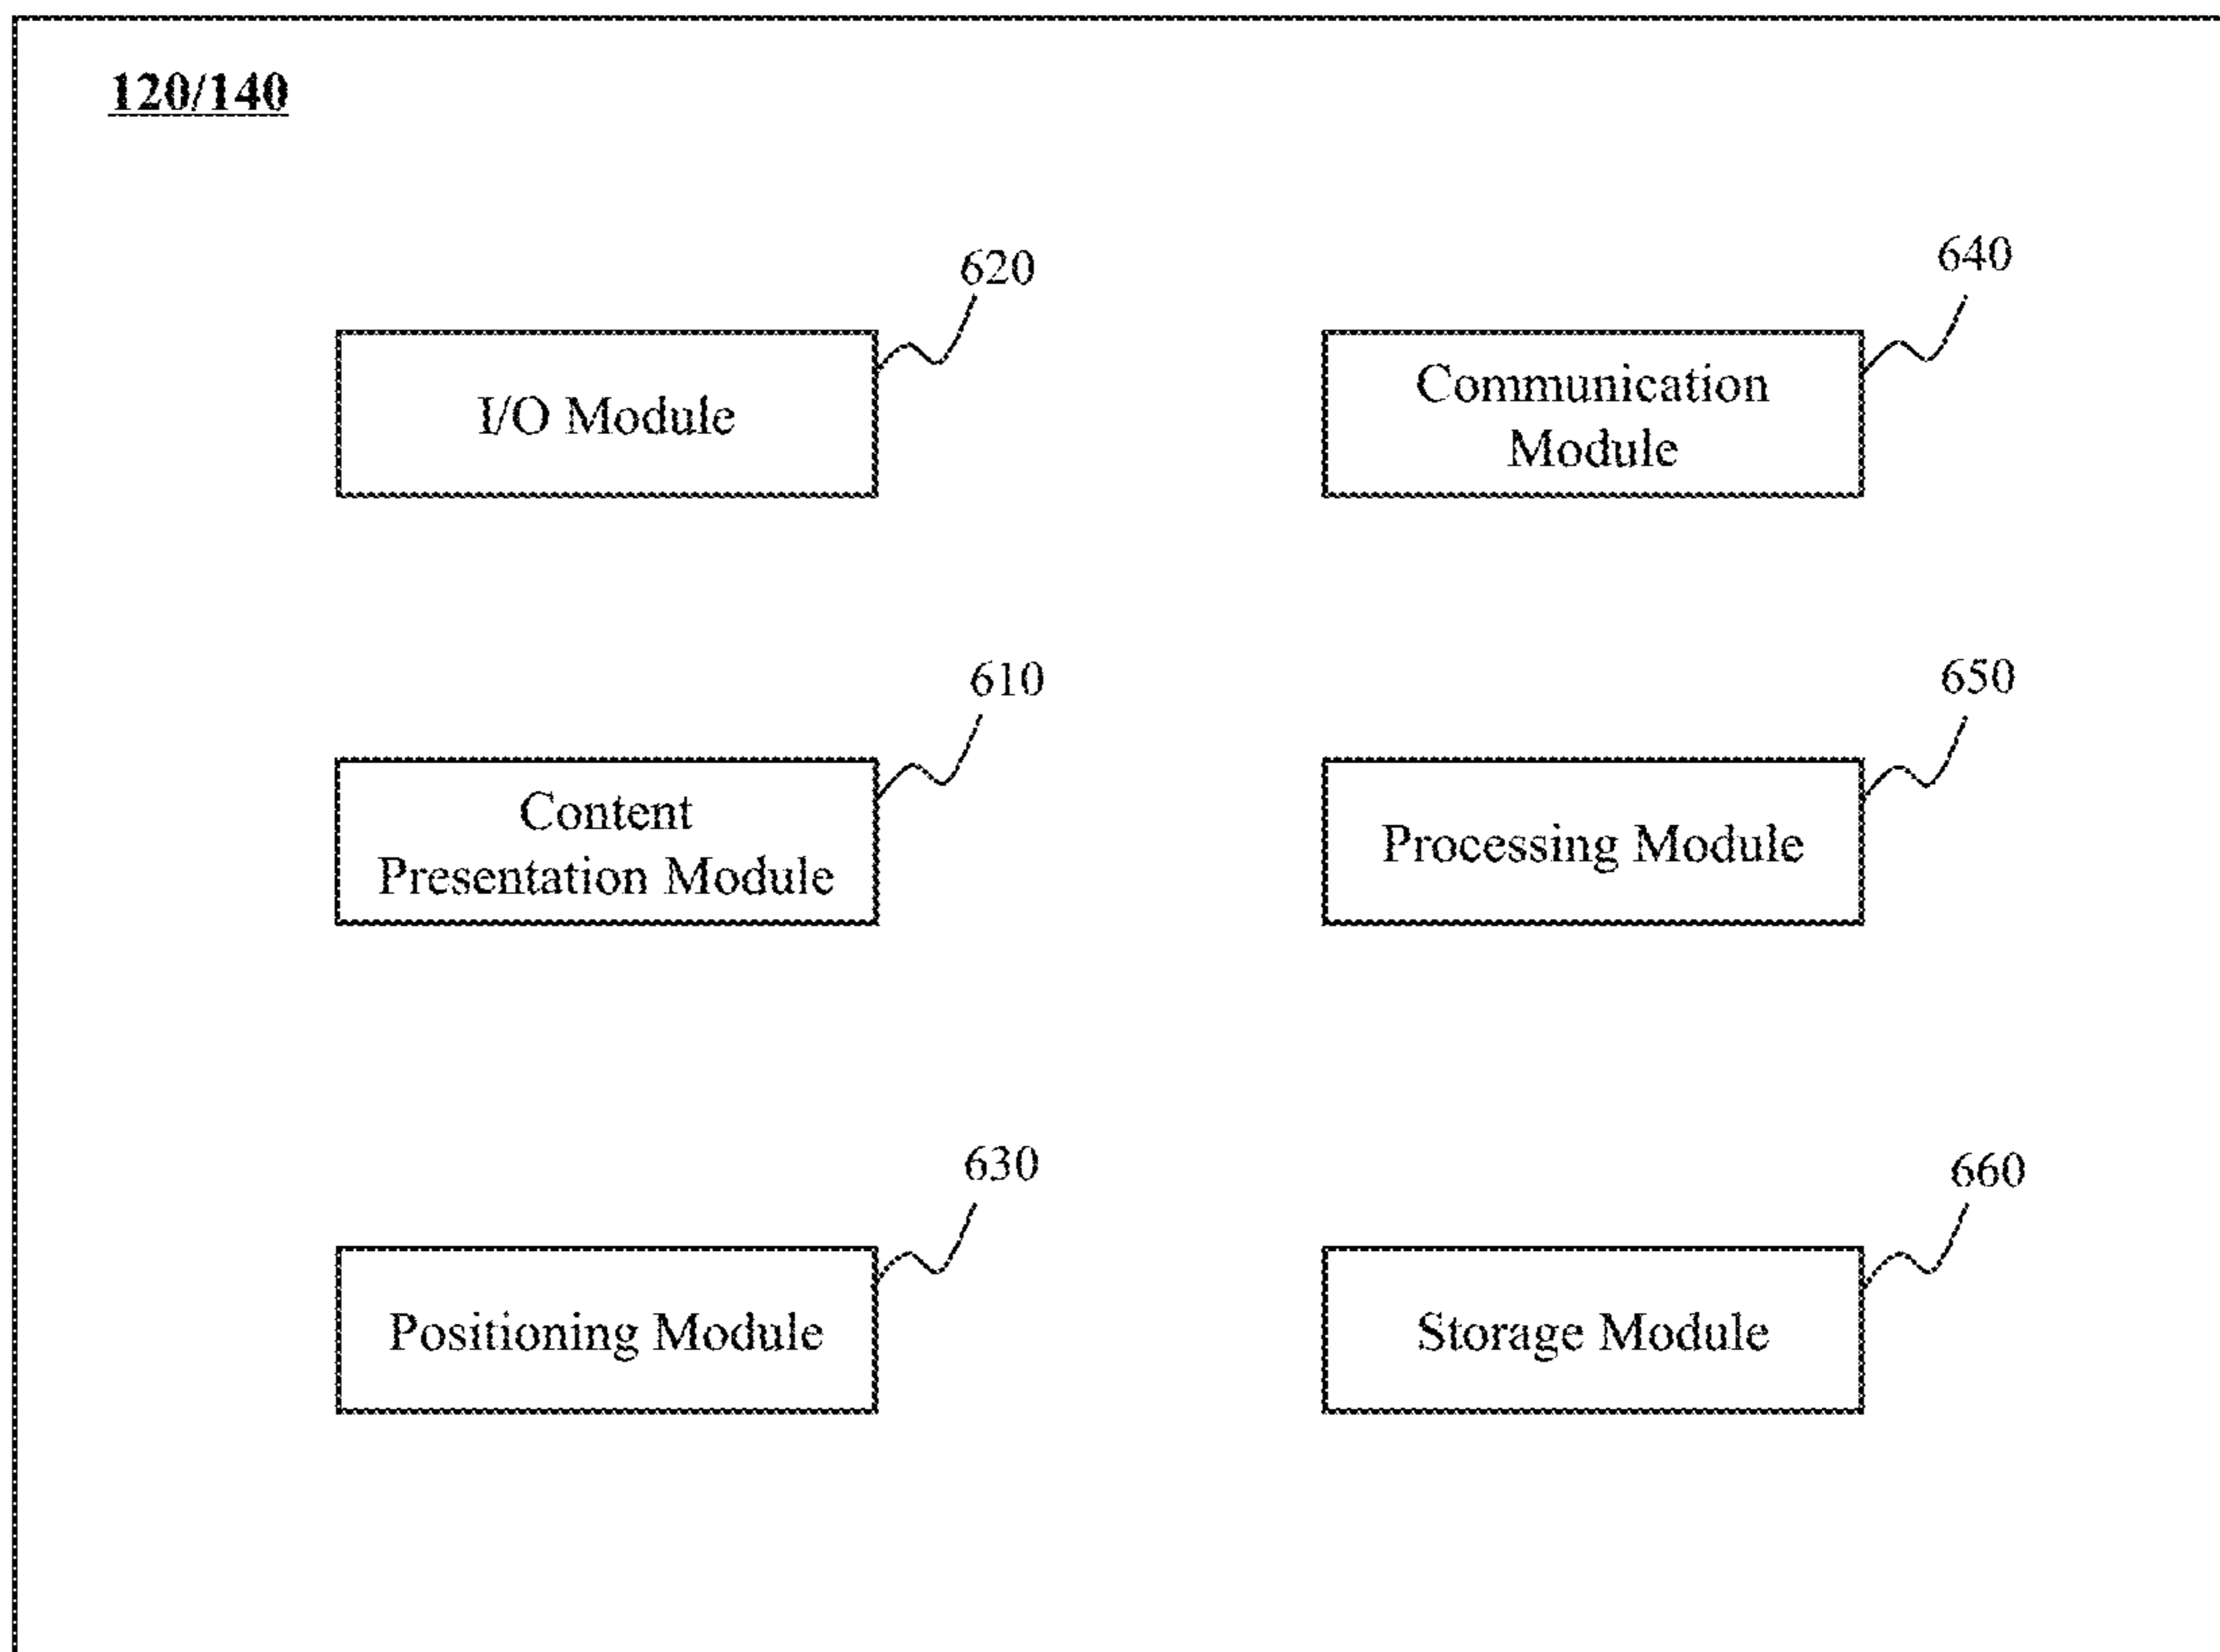 120/140
620
I/O Module
640
Communication
Module
610
Content
Presentation Module
650
Processing Module
630
Positioning Module
660
Storage Module